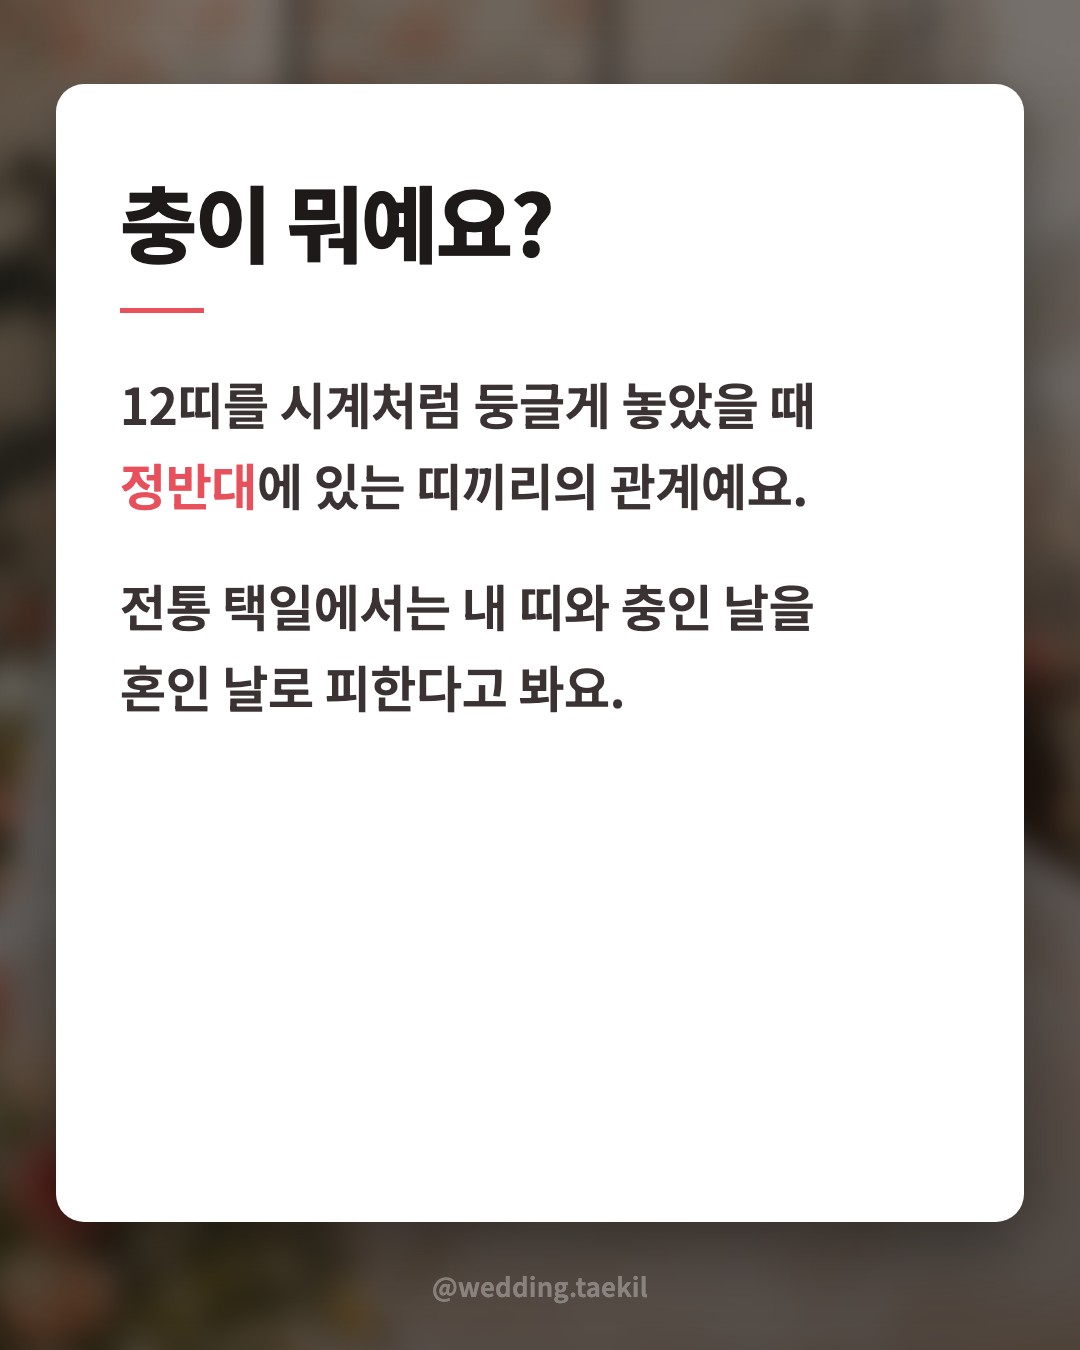 충이 뭐예요?
12띠를 시계처럼 둥글게 놓았을 때
정반대에 있는 띠끼리의 관계예요.
전통 택일에서는 내 띠와 충인 날을
혼인 날로 피한다고 봐요.
@wedding.taekil